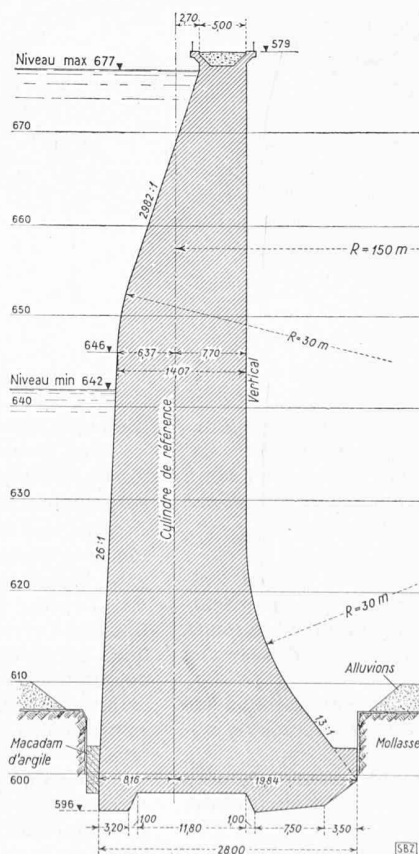 2,70 5,00
579
Niveau max 677
670
2,982:1
660
R=150 m
650
R=30 m
646
6,37 7,70
14,07
Niveau min 642
640
Vertical
Cylindre de référence
630
26:1
620
R=30 m
Alluvions
610
13:1
Macadam d'argile
Mollasse
600
8,16 19,84
596
3,20 1,00 11,80 1,00 7,50 3,50
28,00
SBZ